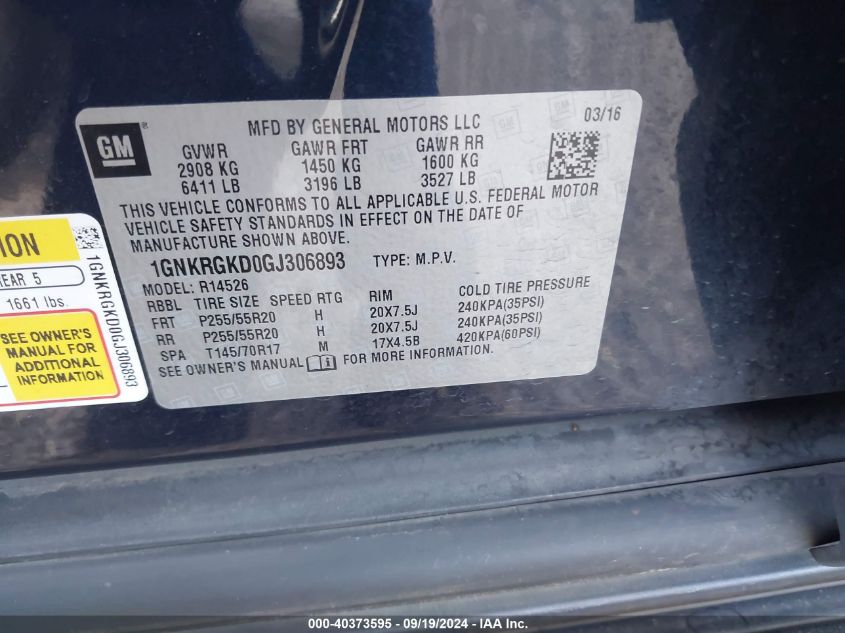 GM
MFD BY GENERAL MOTORS LLC
03/16
GVWR GAWR FRT GAWR RR
2908 KG 1450 KG 1600 KG
6411 LB 3196 LB 3527 LB
THIS VEHICLE CONFORMS TO ALL APPLICABLE U.S. FEDERAL MOTOR
VEHICLE SAFETY STANDARDS IN EFFECT ON THE DATE OF
MANUFACTURE SHOWN ABOVE.
1GNKRGKD0GJ306893 TYPE: M.P.V.
MODEL: R14526
RBBL TIRE SIZE SPEED RTG RIM COLD TIRE PRESSURE
FRT P255/55R20 H 20X7.5J 240KPA(35PSI)
RR P255/55R20 H 20X7.5J 240KPA(35PSI)
SPA T145/70R17 M 17X4.5B 420KPA(60PSI)
SEE OWNER'S MANUAL FOR MORE INFORMATION
REAR 5
1661 lbs.
SEE OWNER'S
MANUAL FOR
ADDITIONAL
INFORMATION
1GNKRGKD0GJ306893
000-40373595 - 09/19/2024 - IAA Inc.